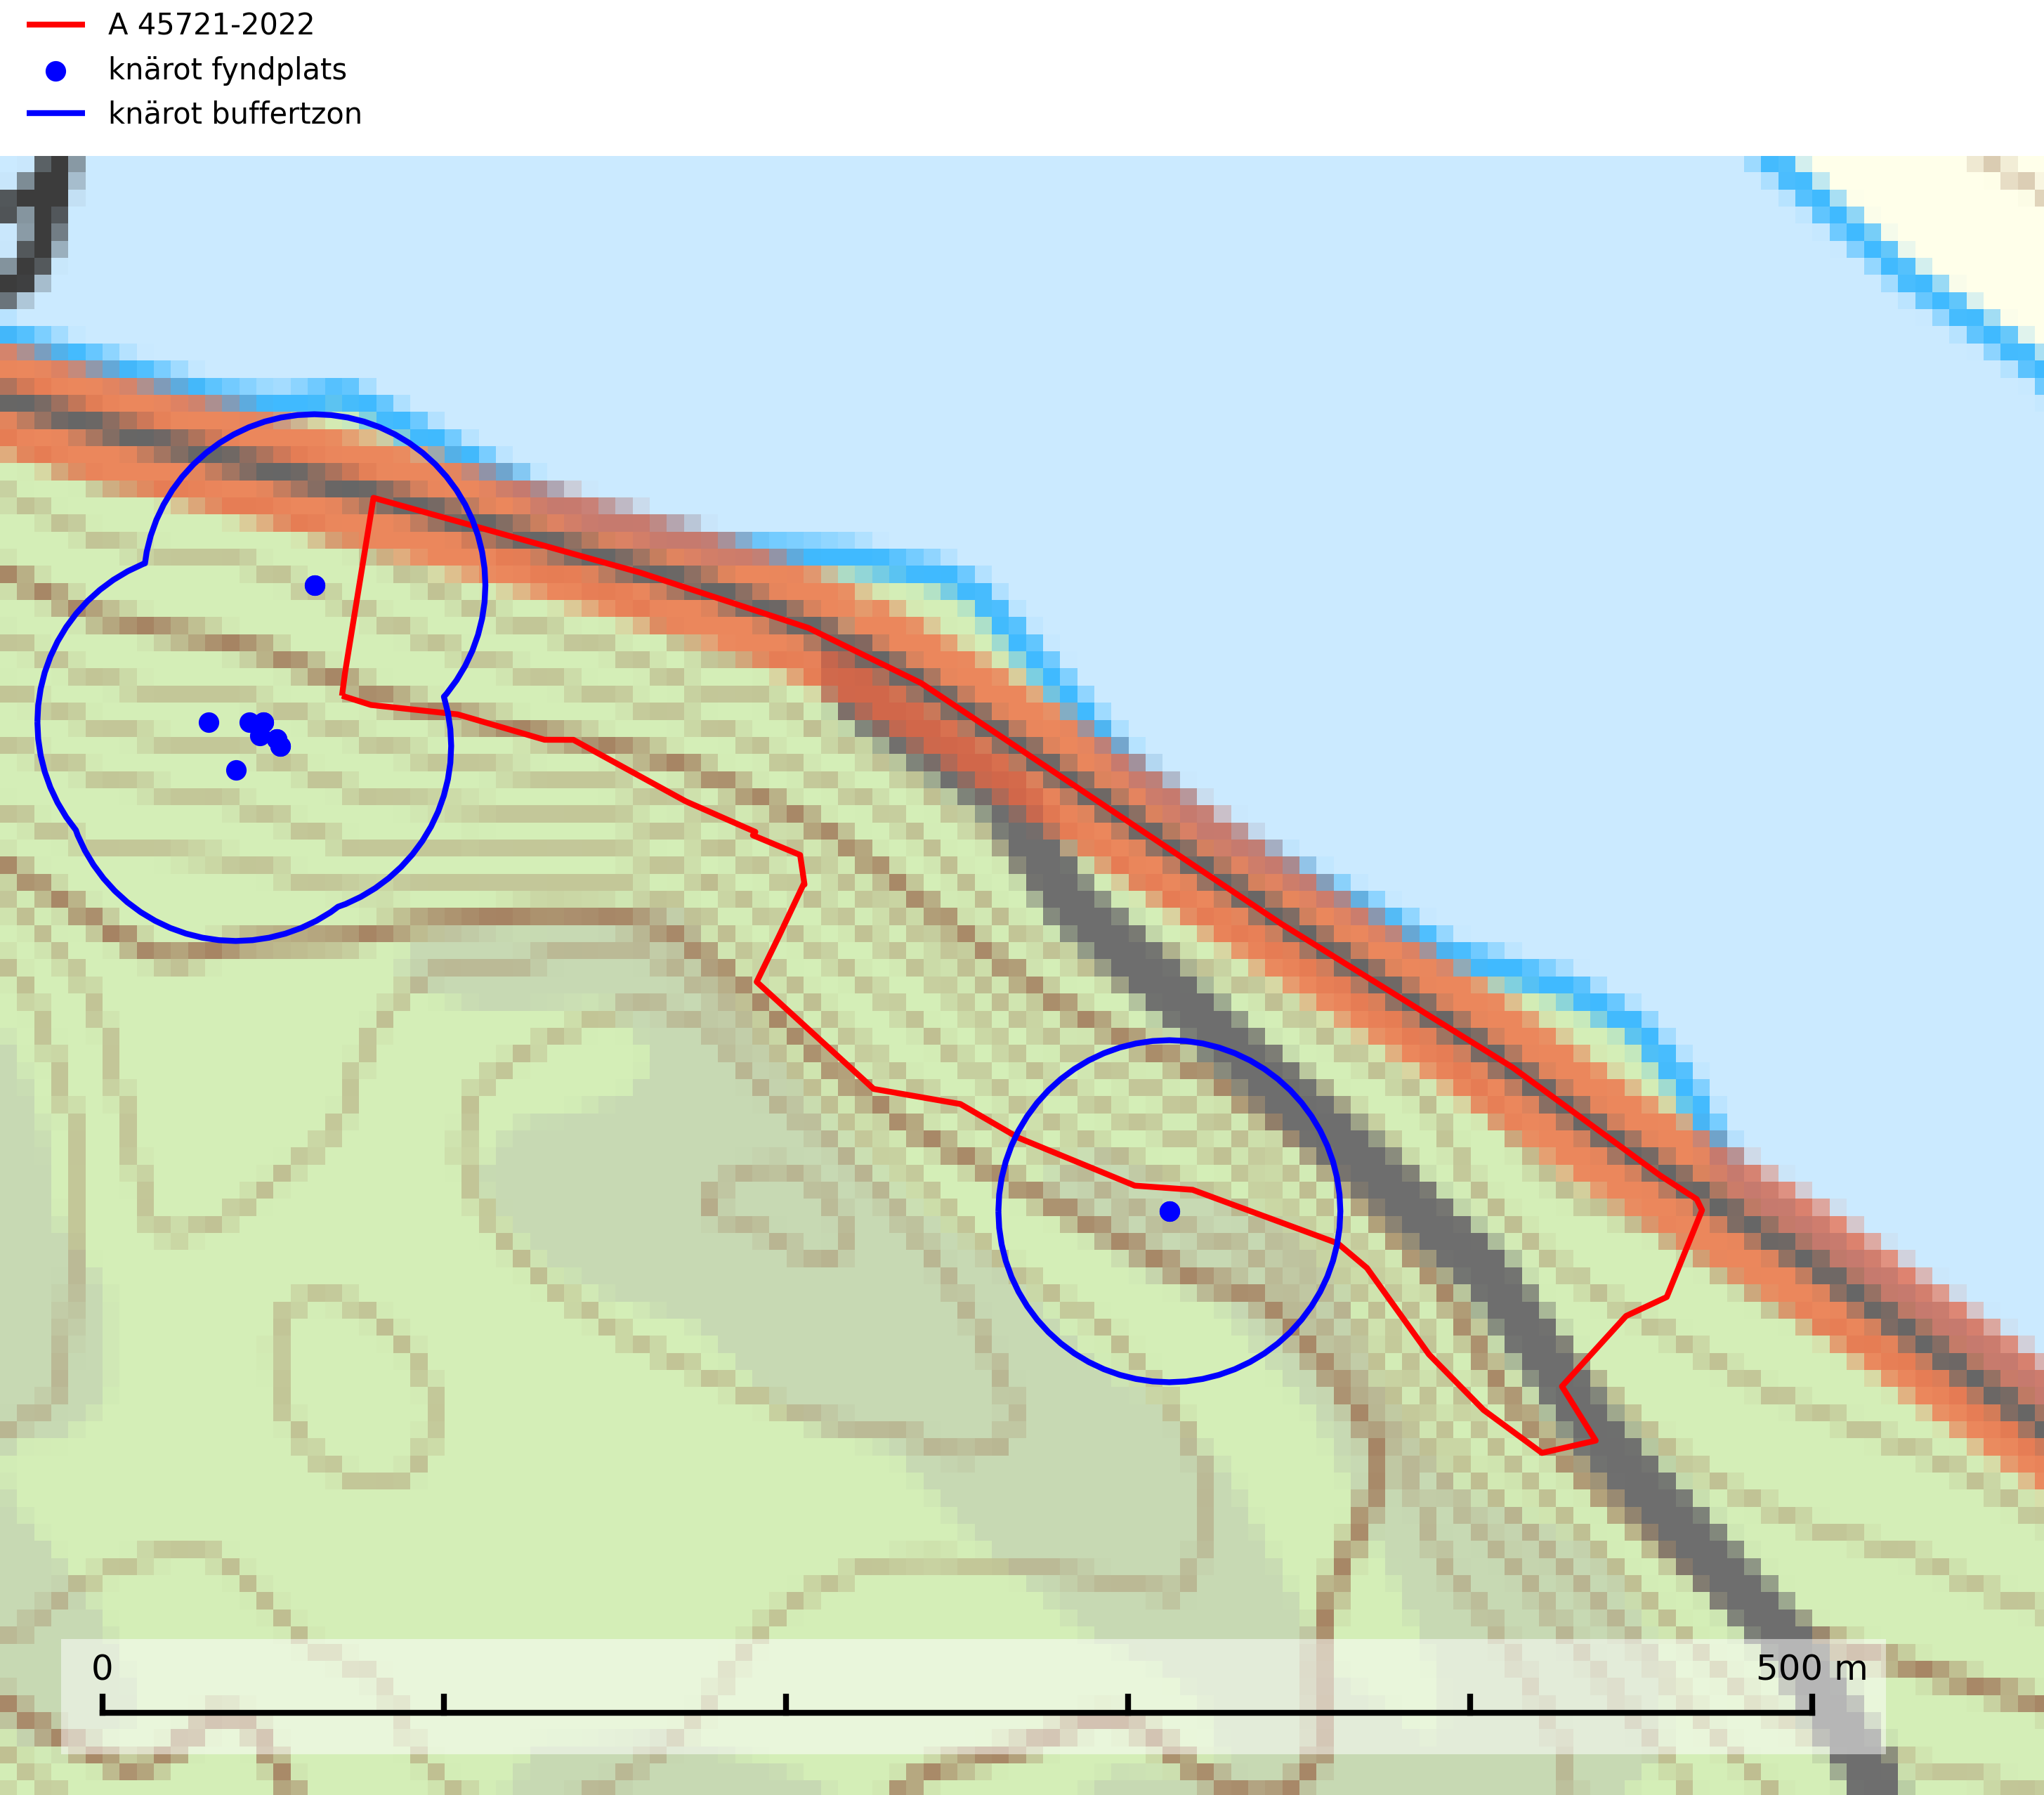 A 45721-2022
knärot fyndplats
knärot buffertzon
0
500 m